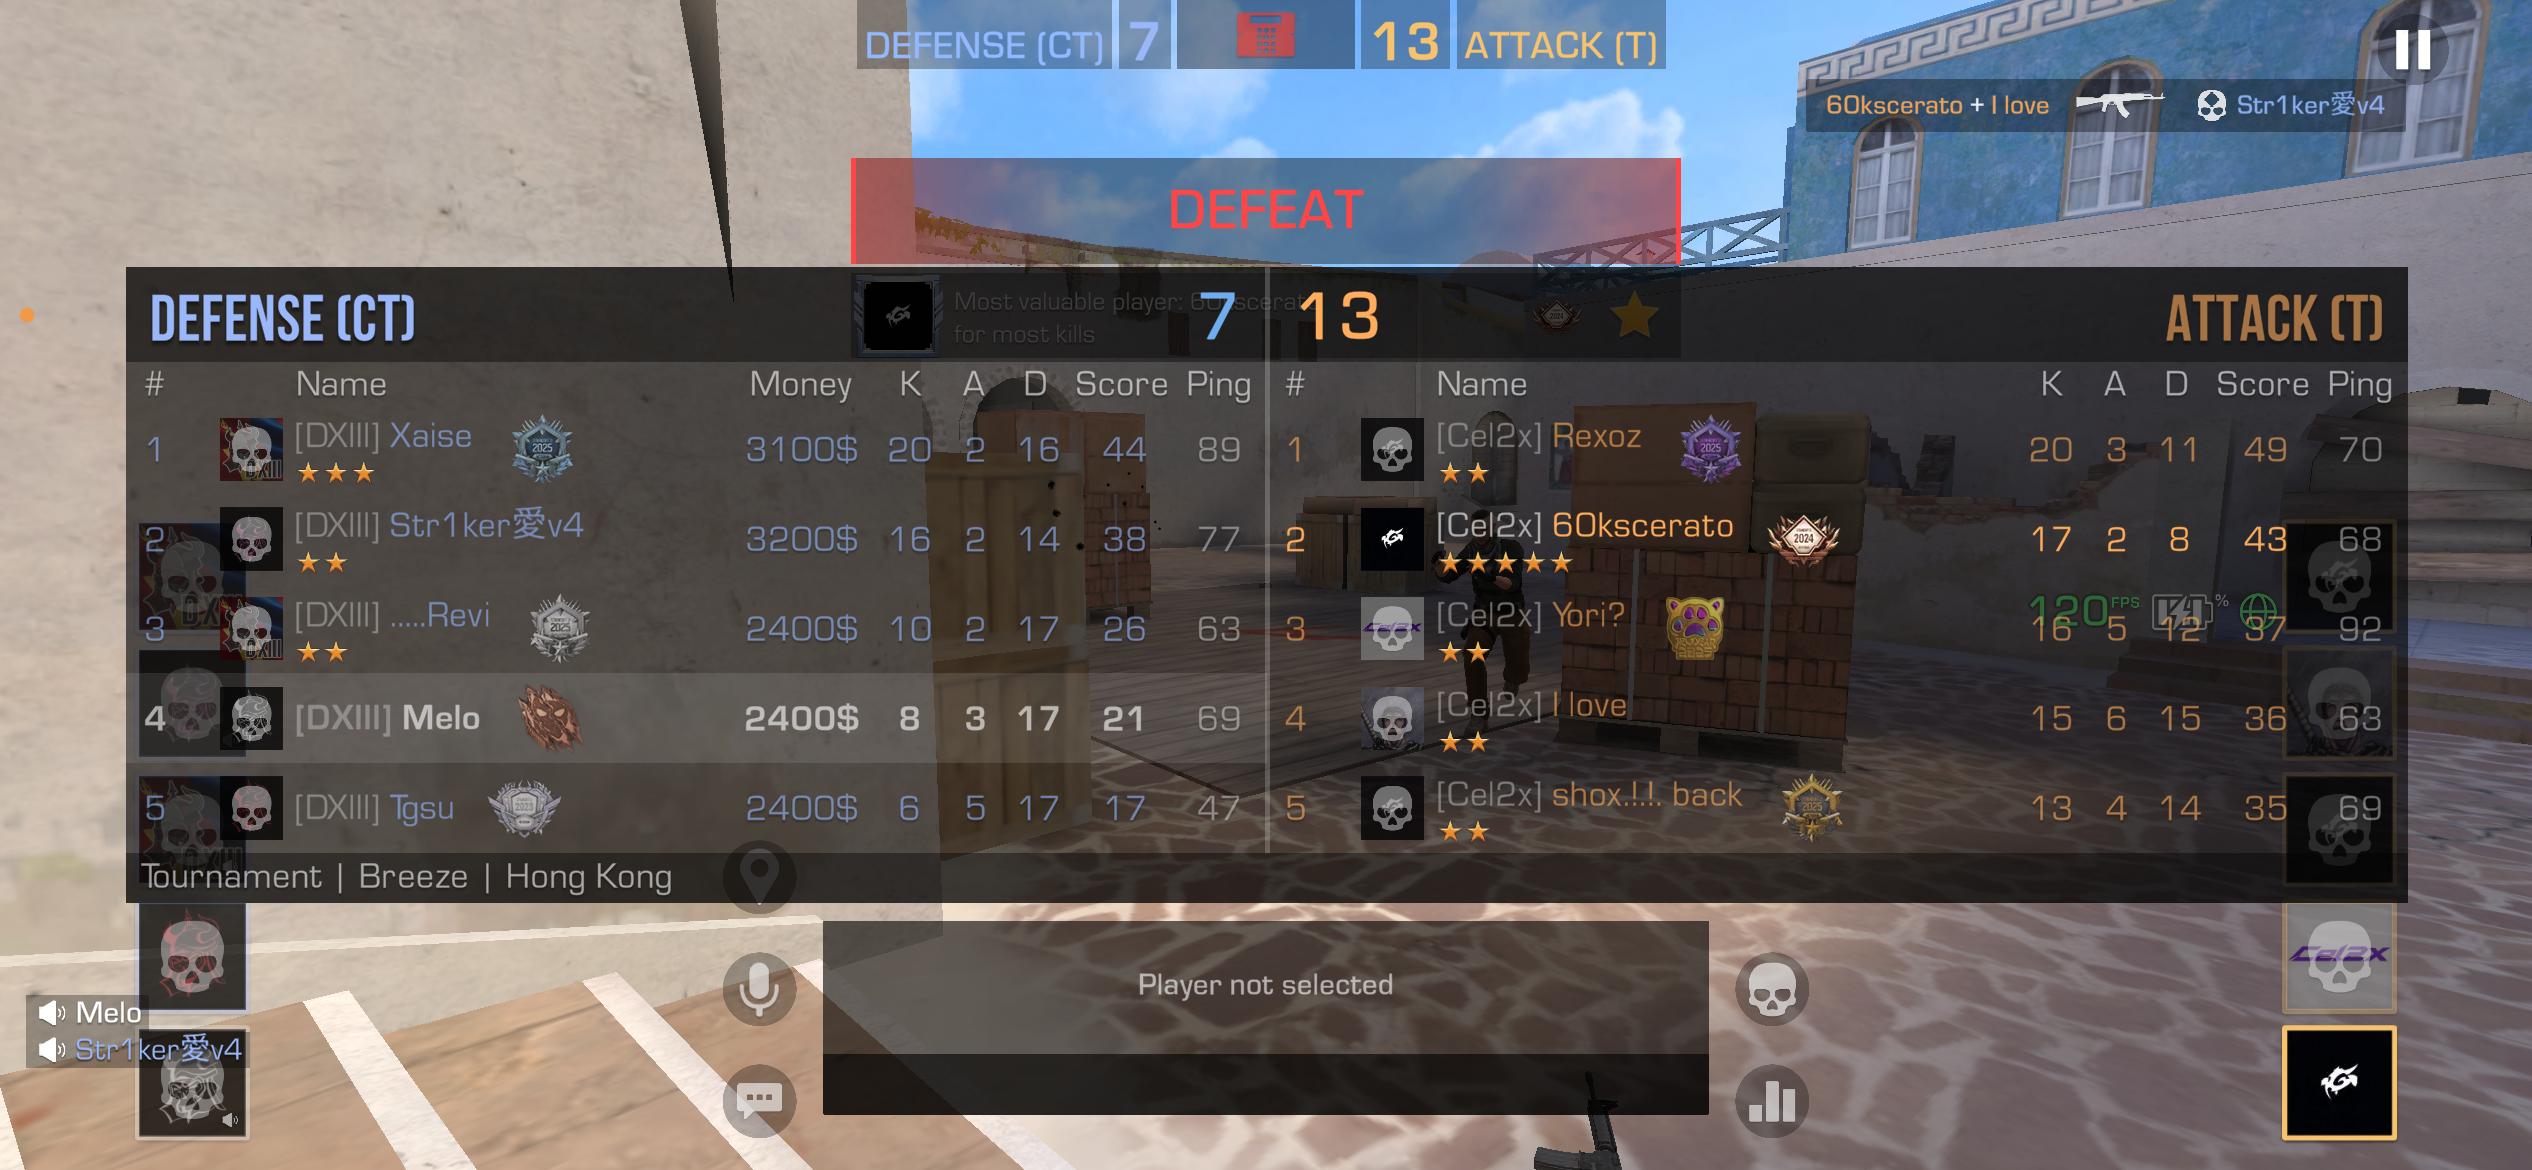 DEFENSE (CT) 7 13 ATTACK (T)
60kscerato + I love Str1ker愛v4
DEFEAT
Most valuable player: 60kscerato
for most kills
DEFENSE (CT) 7 13 ATTACK (T)
# Name Money K A D Score Ping # Name K A D Score Ping
1 [DXIII] Xaise 3100$ 20 2 16 44 89 1 [Cel2x] Rexoz 20 3 11 49 70
2 [DXIII] Str1ker愛v4 3200$ 16 2 14 38 77 2 [Cel2x] 60kscerato 17 2 8 43 68
120 FPS %
3 [DXIII] .....Revi 2400$ 10 2 17 26 63 3 [Cel2x] Yori? 16 5 12 37 92
4 [DXIII] Melo 2400$ 8 3 17 21 69 4 [Cel2x] I love 15 6 15 36 63
5 [DXIII] Tgsu 2400$ 6 5 17 17 47 5 [Cel2x] shox.!.!. back 13 4 14 35 69
Tournament | Breeze | Hong Kong
Player not selected
Cel2x
Melo
Str1ker愛v4